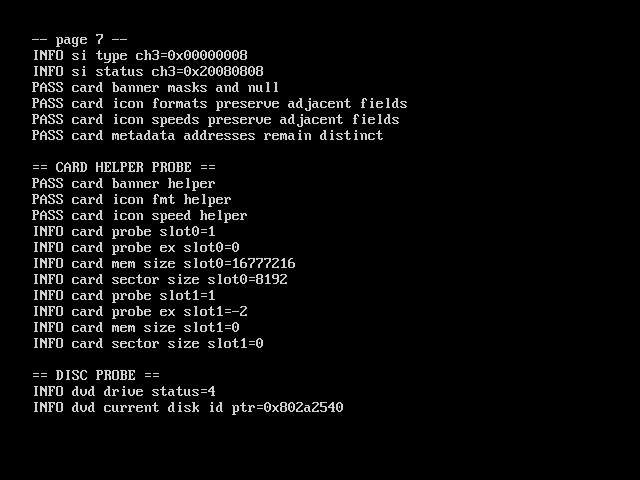 -- page 7 --
INFO si type ch3=0x00000008
INFO si status ch3=0x20080808
PASS card banner masks and null
PASS card icon formats preserve adjacent fields
PASS card icon speeds preserve adjacent fields
PASS card metadata addresses remain distinct
== CARD HELPER PROBE ==
PASS card banner helper
PASS card icon fmt helper
PASS card icon speed helper
INFO card probe slot0=1
INFO card probe ex slot0=0
INFO card mem size slot0=16777216
INFO card sector size slot0=8192
INFO card probe slot1=1
INFO card probe ex slot1=-2
INFO card mem size slot1=0
INFO card sector size slot1=0
== DISC PROBE ==
INFO dvd drive status=4
INFO dvd current disk id ptr=0x802a2540